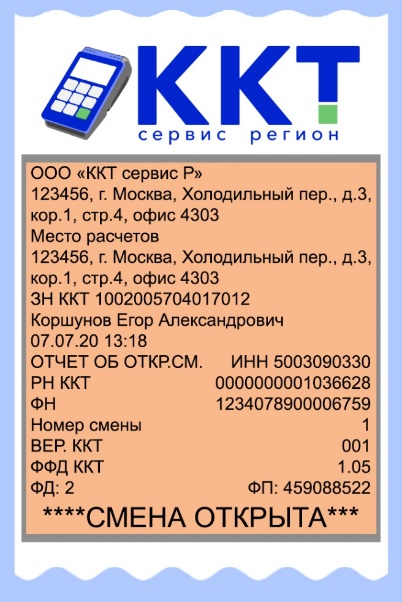 ККТ
сервис регион
ООО «ККТ сервис Р»
123456, г. Москва, Холодильный пер., д.3,
кор.1, стр.4, офис 4303
Место расчетов
123456, г. Москва, Холодильный пер., д.3,
кор.1, стр.4, офис 4303
ЗН ККТ 1002005704017012
Коршунов Егор Александрович
07.07.20 13:18
ОТЧЕТ ОБ ОТКР.СМ. ИНН 5003090330
РН ККТ 0000000001036628
ФН 1234078900006759
Номер смены 1
ВЕР. ККТ 001
ФФД ККТ 1.05
ФД: 2 ФП: 459088522
****СМЕНА ОТКРЫТА***